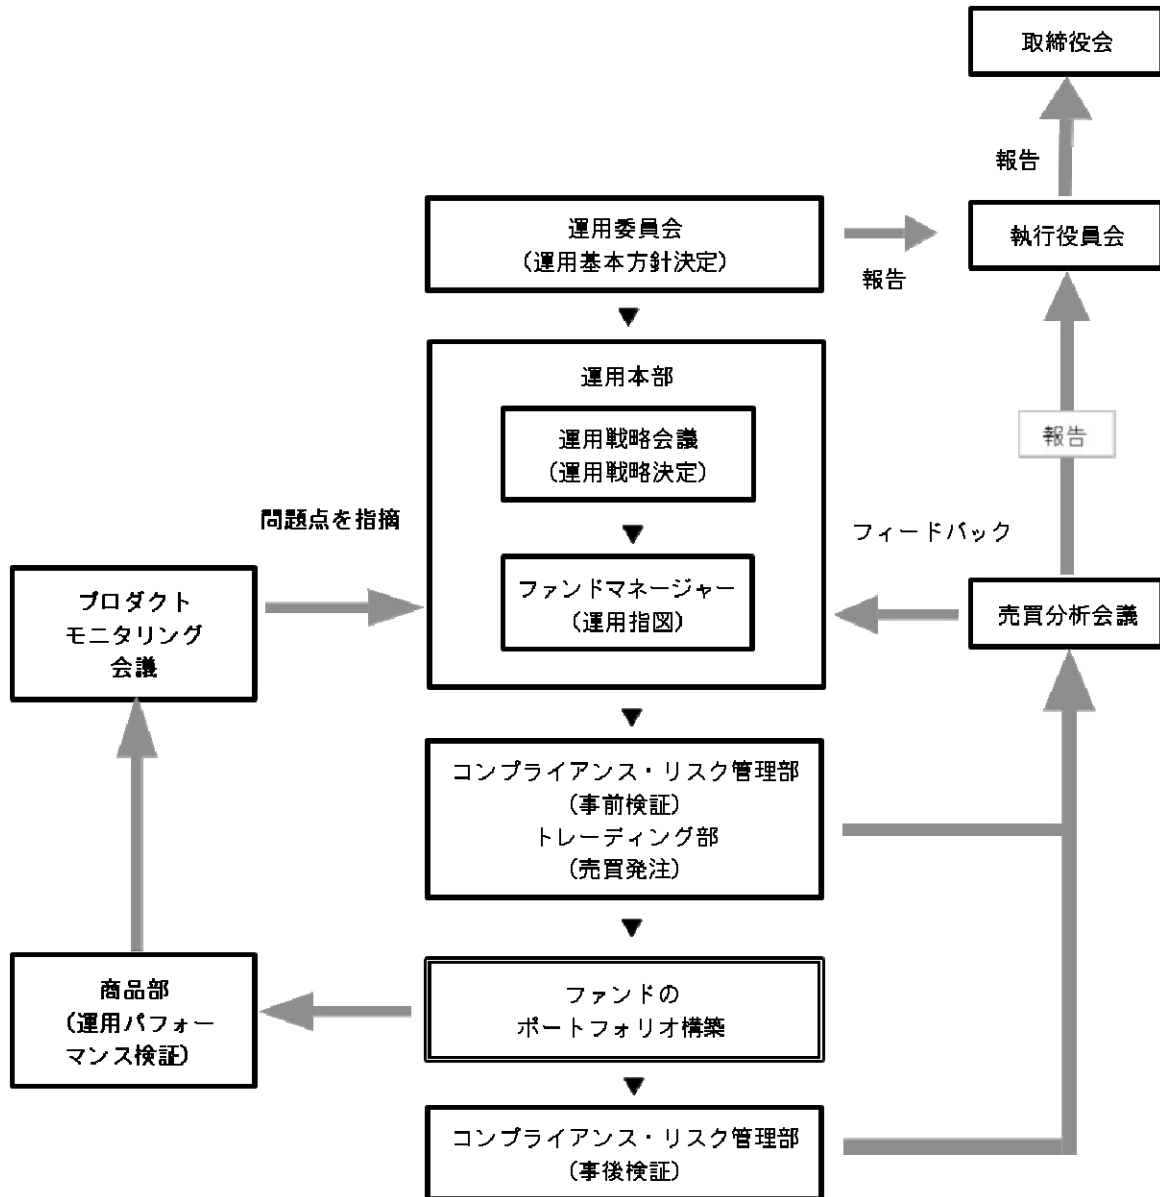 取締役会
報告
執行役員会
運用委員会
(運用基本方針決定)
報告
運用本部
運用戦略会議
(運用戦略決定)
報告
問題点を指摘
フィードバック
ファンドマネージャー
(運用指図)
プロダクト
モニタリング
会議
売買分析会議
コンプライアンス・リスク管理部
(事前検証)
トレーディング部
(売買発注)
商品部
(運用パフォー
マンス検証)
ファンドの
ポートフォリオ構築
コンプライアンス・リスク管理部
(事後検証)